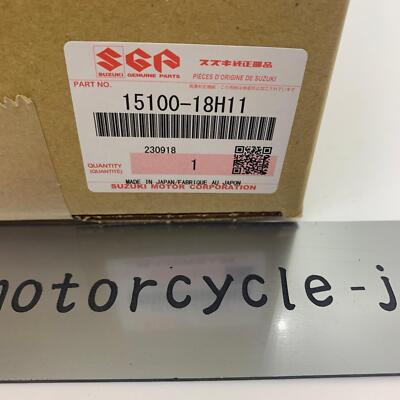 SGP スズキ純正部品
SUZUKI GENUINE PARTS PIÈCES D'ORIGINE DE SUZUKI
PART NO.
15100-18H11
230918
QUANTITY
(QUANTITÉ) 1
MADE IN JAPAN/FABRIQUE AU JAPON
SUZUKI MOTOR CORPORATION
motorcycle-j